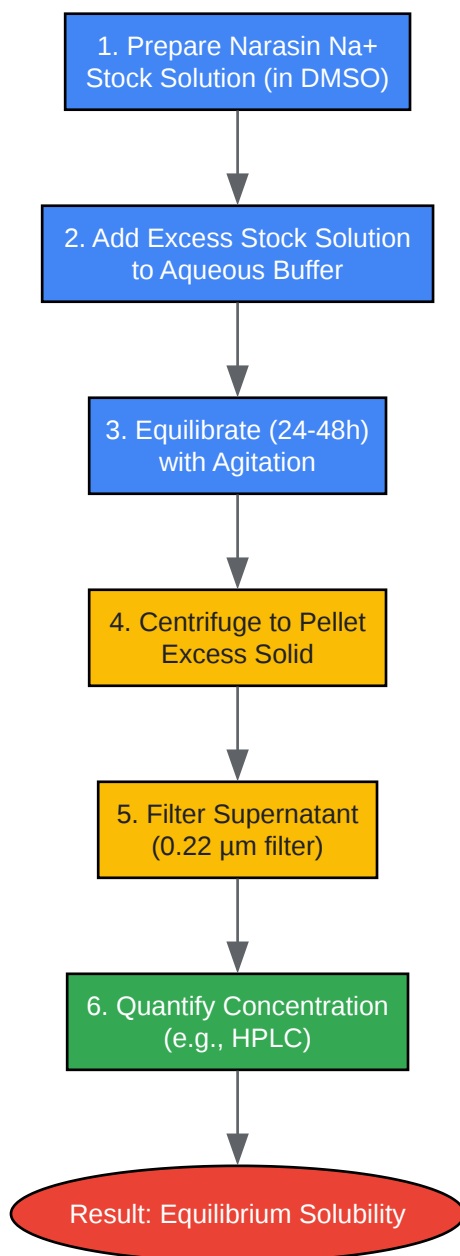 1. Prepare Narasin Na+
Stock Solution (in DMSO)
2. Add Excess Stock Solution
to Aqueous Buffer
3. Equilibrate (24-48h)
with Agitation
4. Centrifuge to Pellet
Excess Solid
5. Filter Supernatant
(0.22 µm filter)
6. Quantify Concentration
(e.g., HPLC)
Result: Equilibrium Solubility